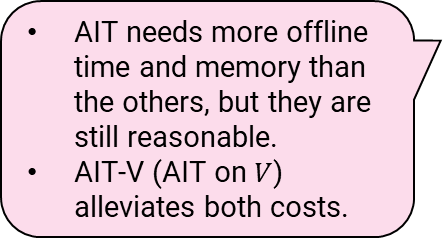 • AIT needs more offline
time and memory than
the others, but they are
still reasonable.
• AIT-V (AIT on V)
alleviates both costs.